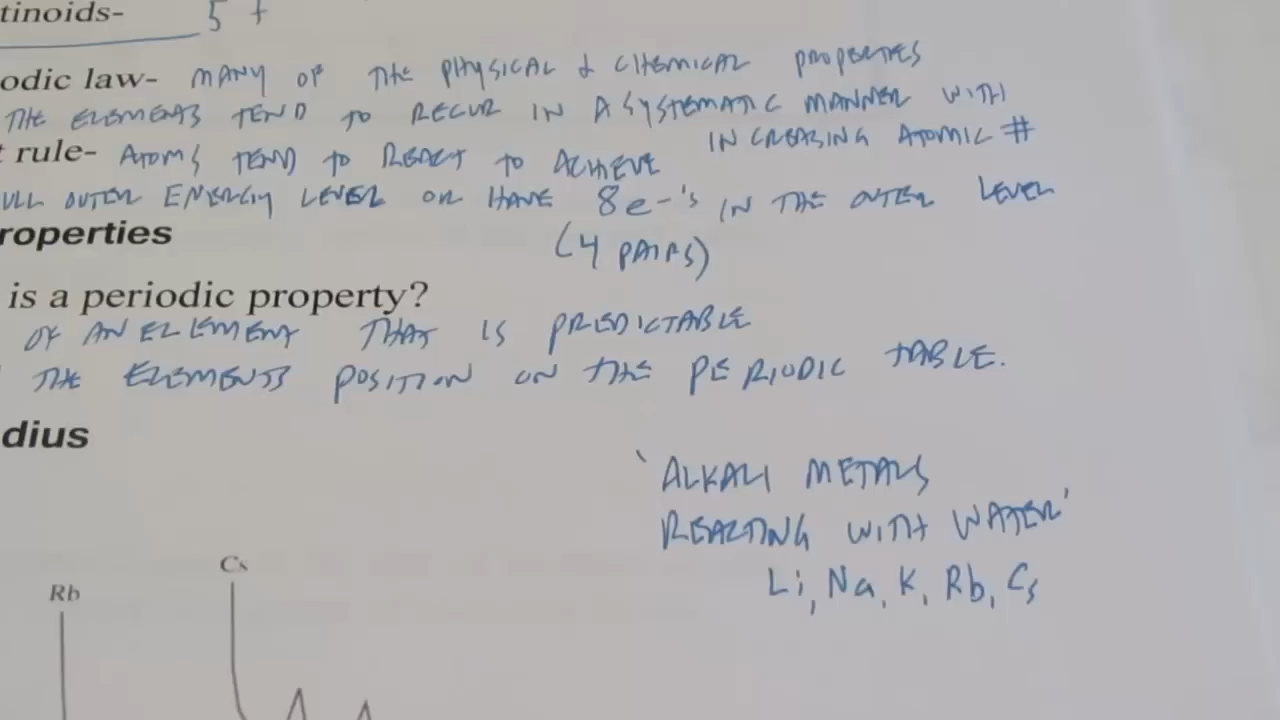 tinoids- 5 f
odic law- MANY OF THE PHYSICAL & CHEMICAL PROPERTIES
THE ELEMENTS TEND TO RECUR IN A SYSTEMATIC MANNER WITH
INCREASING ATOMIC #
t rule- ATOMS TEND TO REACT TO ACHIEVE
ULL OUTER ENERGY LEVEL OR HAVE 8e-'s IN THE OUTER LEVEL
(4 PAIRS)
roperties
is a periodic property?
OF AN ELEMENT THAT IS PREDICTABLE
THE ELEMENTS POSITION ON THE PERIODIC TABLE.
dius
'ALKALI METALS
REACTING WITH WATER'
Li, Na, K, Rb, Cs
Cs
Rb